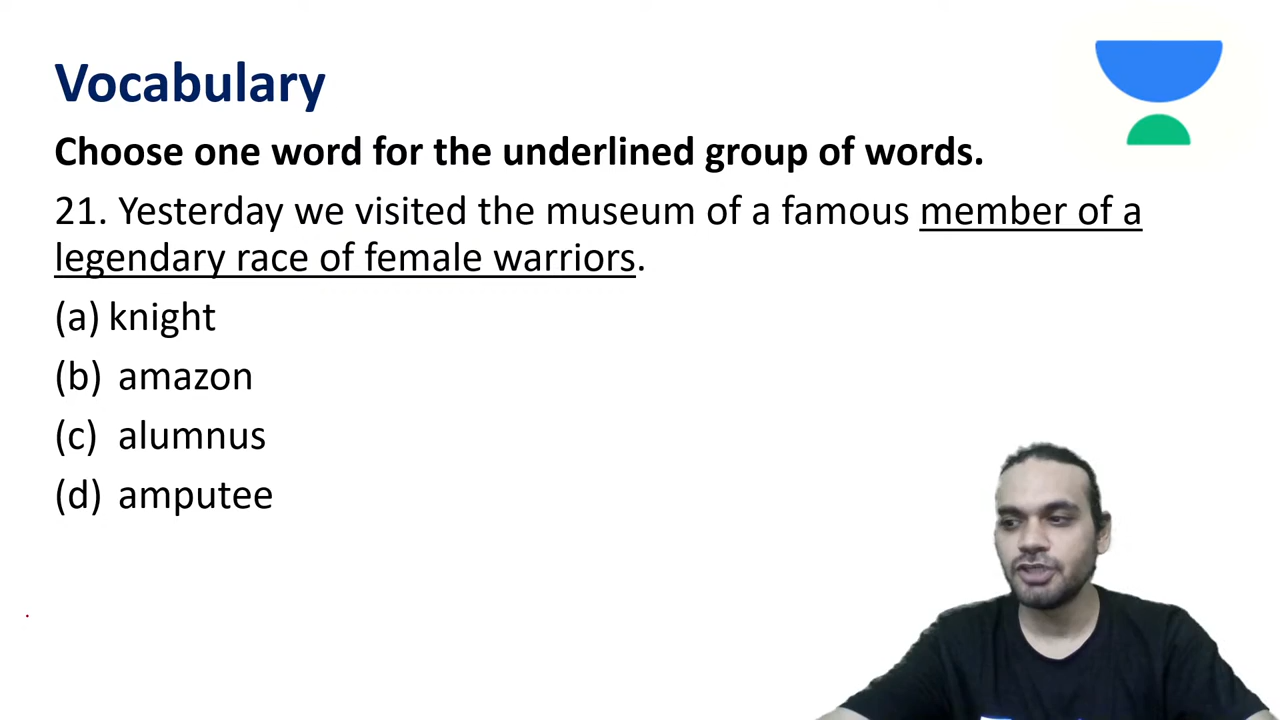 Vocabulary
Choose one word for the underlined group of words.
21. Yesterday we visited the museum of a famous member of a
legendary race of female warriors.
(a) knight
(b) amazon
(c) alumnus
(d) amputee